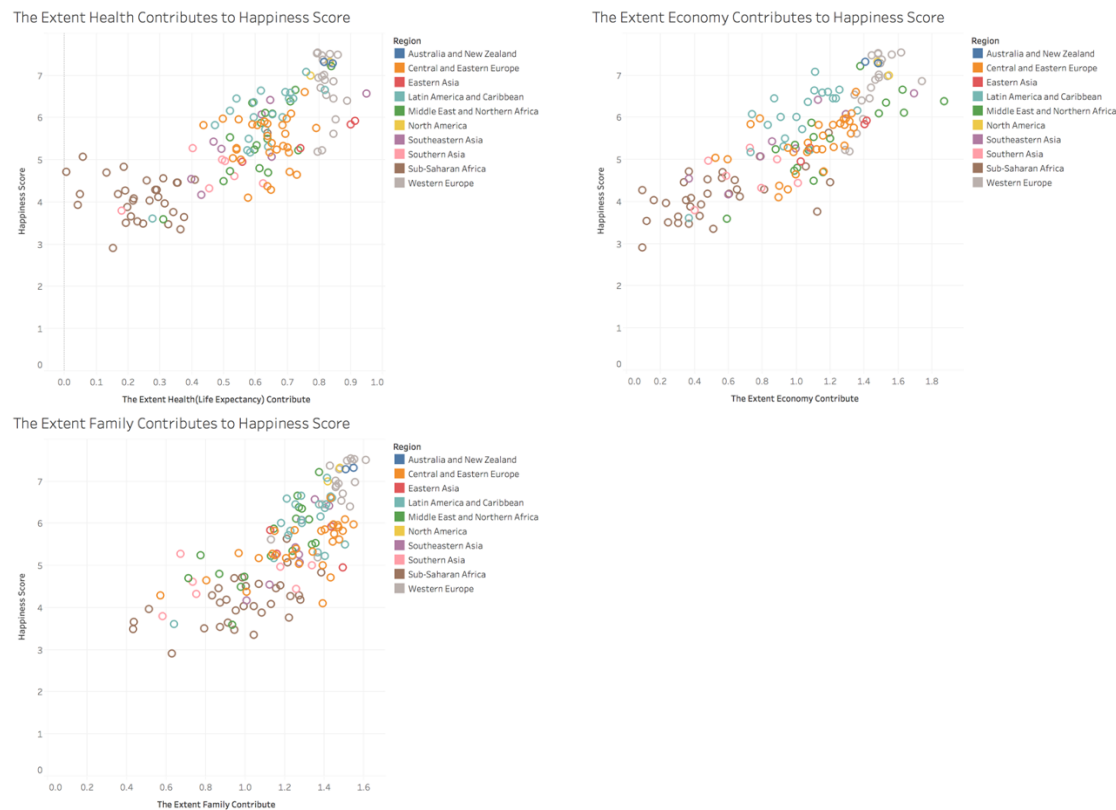 The Extent Health Contributes to Happiness Score
Region
Australia and New Zealand
Central and Eastern Europe
Eastern Asia
Latin America and Caribbean
Middle East and Northern Africa
North America
Southeastern Asia
Southern Asia
Sub-Saharan Africa
Western Europe
Happiness Score
7
6
5
4
3
2
1
0
0.0 0.1 0.2 0.3 0.4 0.5 0.6 0.7 0.8 0.9 1.0
The Extent Health(Life Expectancy) Contribute
The Extent Economy Contributes to Happiness Score
Region
Australia and New Zealand
Central and Eastern Europe
Eastern Asia
Latin America and Caribbean
Middle East and Northern Africa
North America
Southeastern Asia
Southern Asia
Sub-Saharan Africa
Western Europe
Happiness Score
7
6
5
4
3
2
1
0
0.0 0.2 0.4 0.6 0.8 1.0 1.2 1.4 1.6 1.8
The Extent Economy Contribute
The Extent Family Contributes to Happiness Score
Region
Australia and New Zealand
Central and Eastern Europe
Eastern Asia
Latin America and Caribbean
Middle East and Northern Africa
North America
Southeastern Asia
Southern Asia
Sub-Saharan Africa
Western Europe
Happiness Score
7
6
5
4
3
2
1
0
0.0 0.2 0.4 0.6 0.8 1.0 1.2 1.4 1.6
The Extent Family Contribute